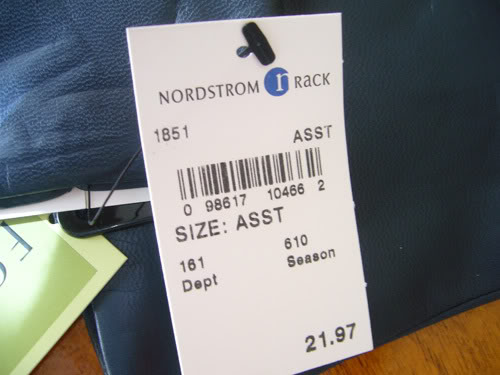 NORDSTROM r RACK
1851 ASST
0 98617 10466 2
SIZE: ASST
161 610
Dept Season
21.97